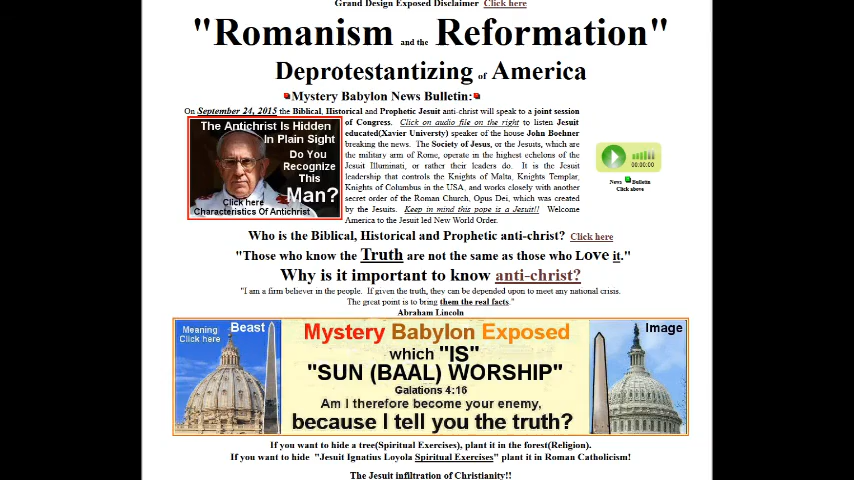 Grand Design Exposed Disclaimer Click here
"Romanism and the Reformation"
Deprotestantizing of America
Mystery Babylon News Bulletin:
On September 24, 2015 the Biblical, Historical and Prophetic Jesuit anti-christ will speak to a joint session
of Congress. Click on audio file on the right to listen Jesuit
educated(Xavier Universty) speaker of the house John Boehner
breaking the news. The Society of Jesus, or the Jesuits, which are
the military arm of Rome, operate in the highest echelons of the
Jesuit Illuminati, or rather their leaders do. It is the Jesuit
leadership that controls the Knights of Malta, Knights Templar,
Knights of Columbus in the USA, and works closely with another
secret order of the Roman Church, Opus Dei, which was created
by the Jesuits. Keep in mind this pope is a Jesuit!! Welcome
America to the Jesuit led New World Order.
The Antichrist Is Hidden
In Plain Sight
Do You
Recognize
This
Man?
Click here
Characteristics Of Antichrist
00:00:00
News Bulletin
Click above
Who is the Biblical, Historical and Prophetic anti-christ? Click here
"Those who know the Truth are not the same as those who Love it."
Why is it important to know anti-christ?
"I am a firm believer in the people. If given the truth, they can be depended upon to meet any national crisis.
The great point is to bring them the real facts."
Abraham Lincoln
Meaning
Click here
Beast
Mystery Babylon Exposed
which "IS"
"SUN (BAAL) WORSHIP"
Galations 4:16
Am I therefore become your enemy,
because I tell you the truth?
Image
If you want to hide a tree(Spiritual Exercises), plant it in the forest(Religion).
If you want to hide "Jesuit Ignatius Loyola Spiritual Exercises" plant it in Roman Catholicism!
The Jesuit infiltration of Christianity!!